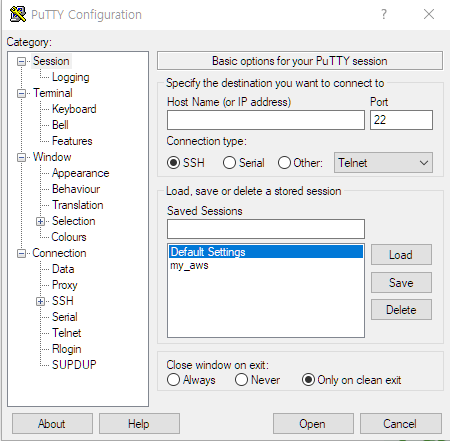 PuTTY Configuration
?
×
Category:
Session
Logging
Terminal
Keyboard
Bell
Features
Window
Appearance
Behaviour
Translation
Selection
Colours
Connection
Data
Proxy
SSH
Serial
Telnet
Rlogin
SUPDUP
Basic options for your PuTTY session
Specify the destination you want to connect to
Host Name (or IP address) Port
22
Connection type:
SSH Serial Other: Telnet
Load, save or delete a stored session
Saved Sessions
Default Settings
my_aws
Load
Save
Delete
Close window on exit:
Always Never Only on clean exit
About Help Open Cancel